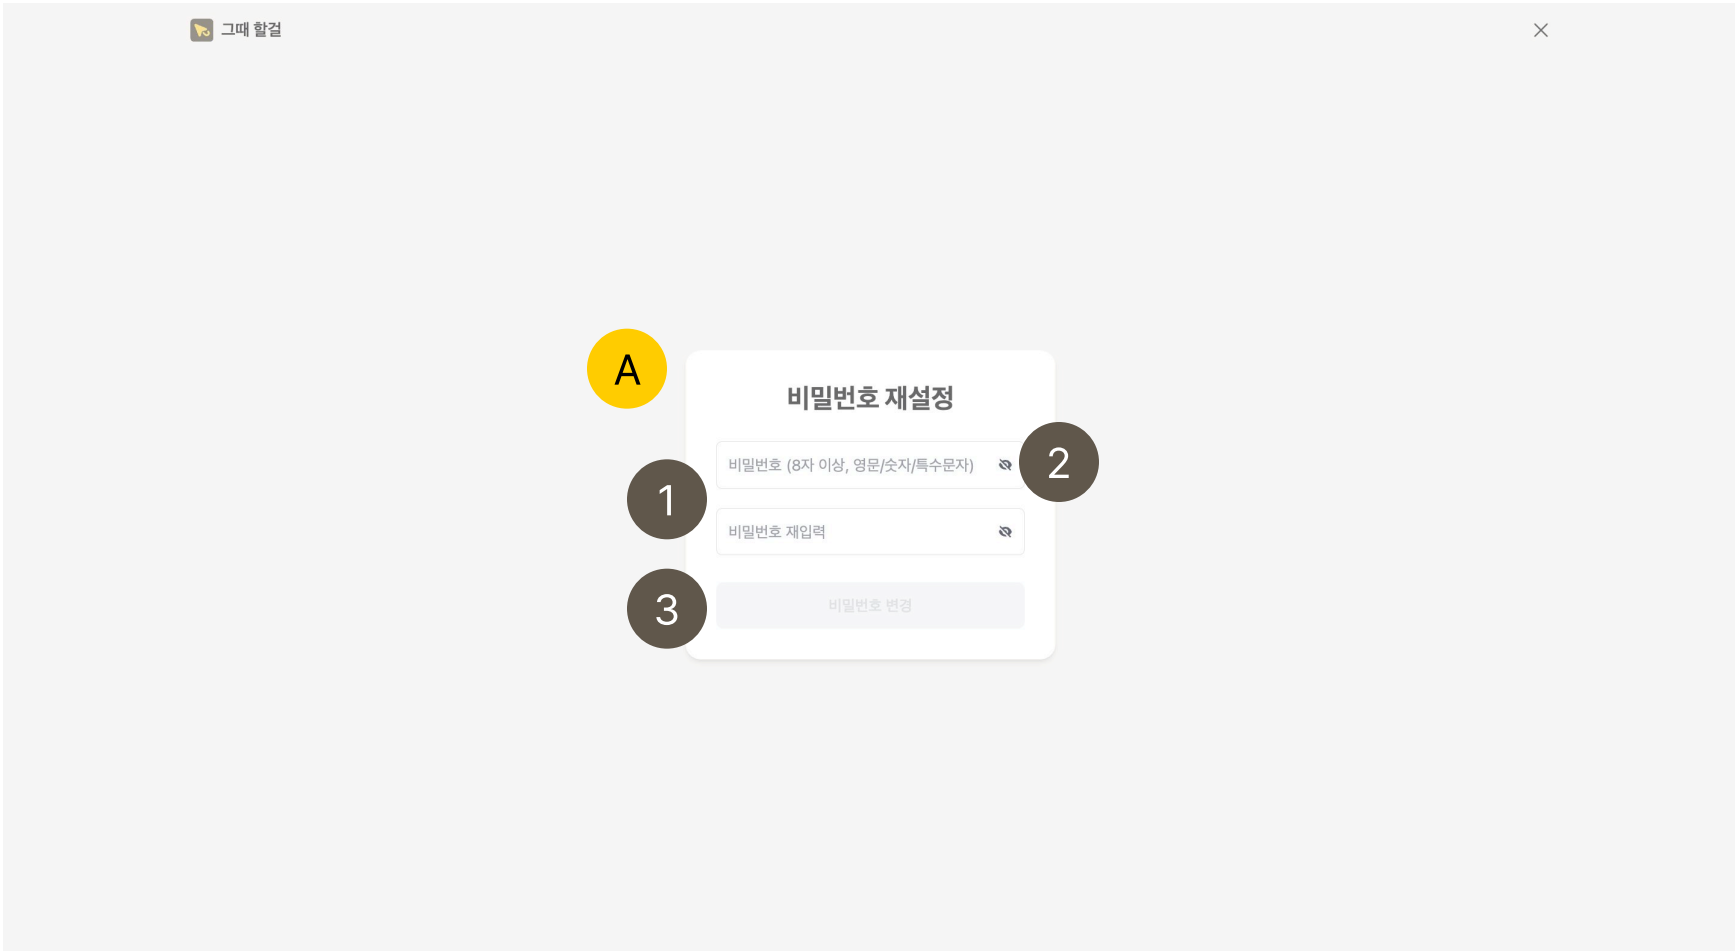 그때 할걸
A
비밀번호 재설정
비밀번호 (8자 이상, 영문/숫자/특수문자)
2
1
비밀번호 재입력
3
비밀번호 변경